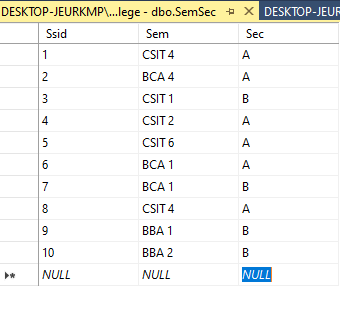 DESKTOP-JEURKMP\...lege - dbo.SemSec DESKTOP-JEUR
Ssid Sem Sec
1 CSIT 4 A
2 BCA 4 A
3 CSIT 1 B
4 CSIT 2 A
5 CSIT 6 A
6 BCA 1 A
7 BCA 1 B
8 CSIT 4 A
9 BBA 1 B
10 BBA 2 B
NULL NULL NULL